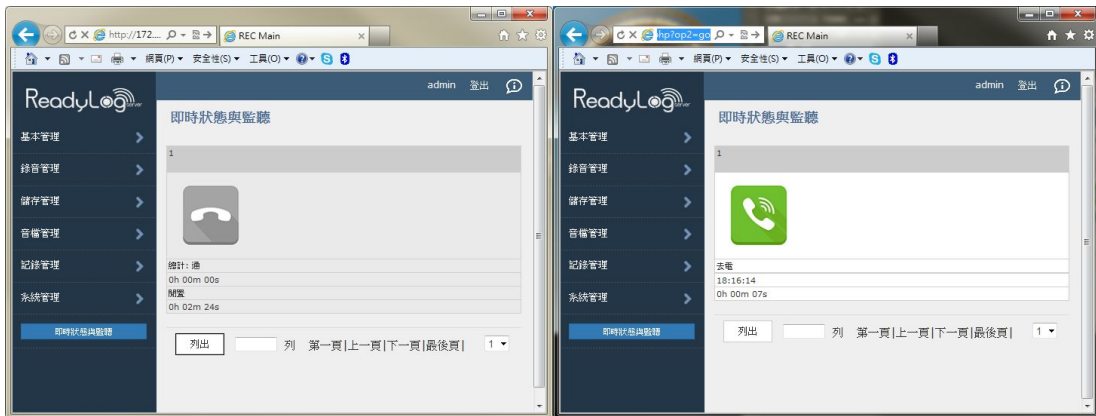 http://172....
REC Main
網頁(P) 安全性(S) 工具(O)
ReadyLog server
admin 登出
即時狀態與監聽
基本管理
錄音管理
儲存管理
音檔管理
記錄管理
系統管理
即時狀態與監聽
1
總計: 通
0h 00m 00s
閒置
0h 02m 24s
列出 列 第一頁|上一頁|下一頁|最後頁| 1
hp?op2=go
REC Main
網頁(P) 安全性(S) 工具(O)
ReadyLog server
admin 登出
即時狀態與監聽
基本管理
錄音管理
儲存管理
音檔管理
記錄管理
系統管理
即時狀態與監聽
1
去電
18:16:14
0h 00m 07s
列出 列 第一頁|上一頁|下一頁|最後頁| 1